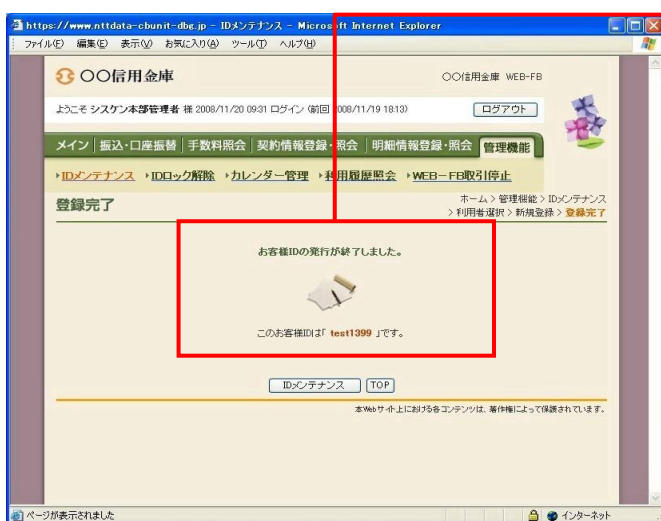 https://www.nttdata-cbunit-dbg.jp - IDメンテナンス - Microsoft Internet Explorer
ファイル(F) 編集(E) 表示(V) お気に入り(A) ツール(T) ヘルプ(H)
〇〇信用金庫
〇〇信用金庫 WEB-FB
ようこそ システン本部管理者 様 2008/11/20 09:31 ログイン (前回 2008/11/19 18:13)
ログアウト
メイン 振込・口座振替 手数料照会 契約情報登録・照会 明細情報登録・照会 管理機能
IDメンテナンス IDロック解除 カレンダー管理 利用履歴照会 WEB－FB取引停止
登録完了
ホーム > 管理機能 > IDメンテナンス
> 利用者選択 > 新規登録 > 登録完了
お客様IDの発行が終了しました。
このお客様IDは「 test1399 」です。
IDメンテナンス TOP
本Webサイト上における各コンテンツは、著作権によって保護されています。
ページが表示されました
インターネット